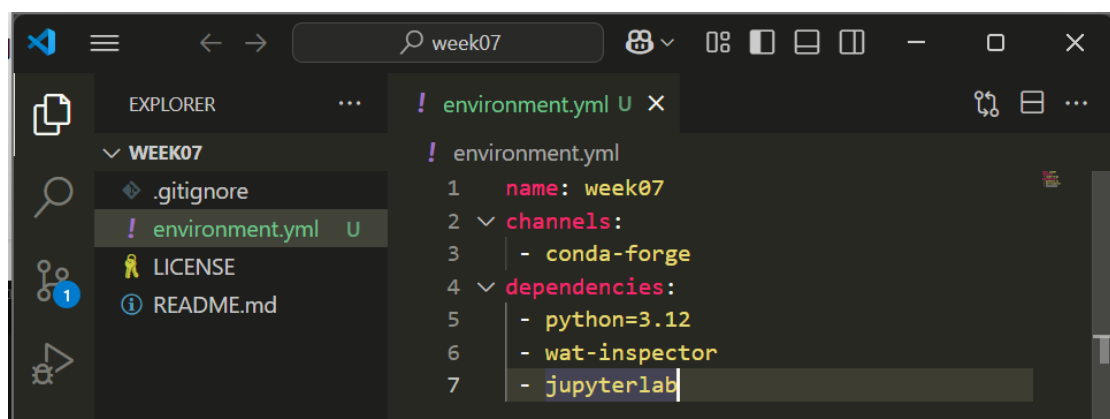 week07
EXPLORER
WEEK07
.gitignore
environment.yml U
LICENSE
README.md
1
environment.yml U
environment.yml
1 name: week07
2 channels:
3 - conda-forge
4 dependencies:
5 - python=3.12
6 - wat-inspector
7 - jupyterlab